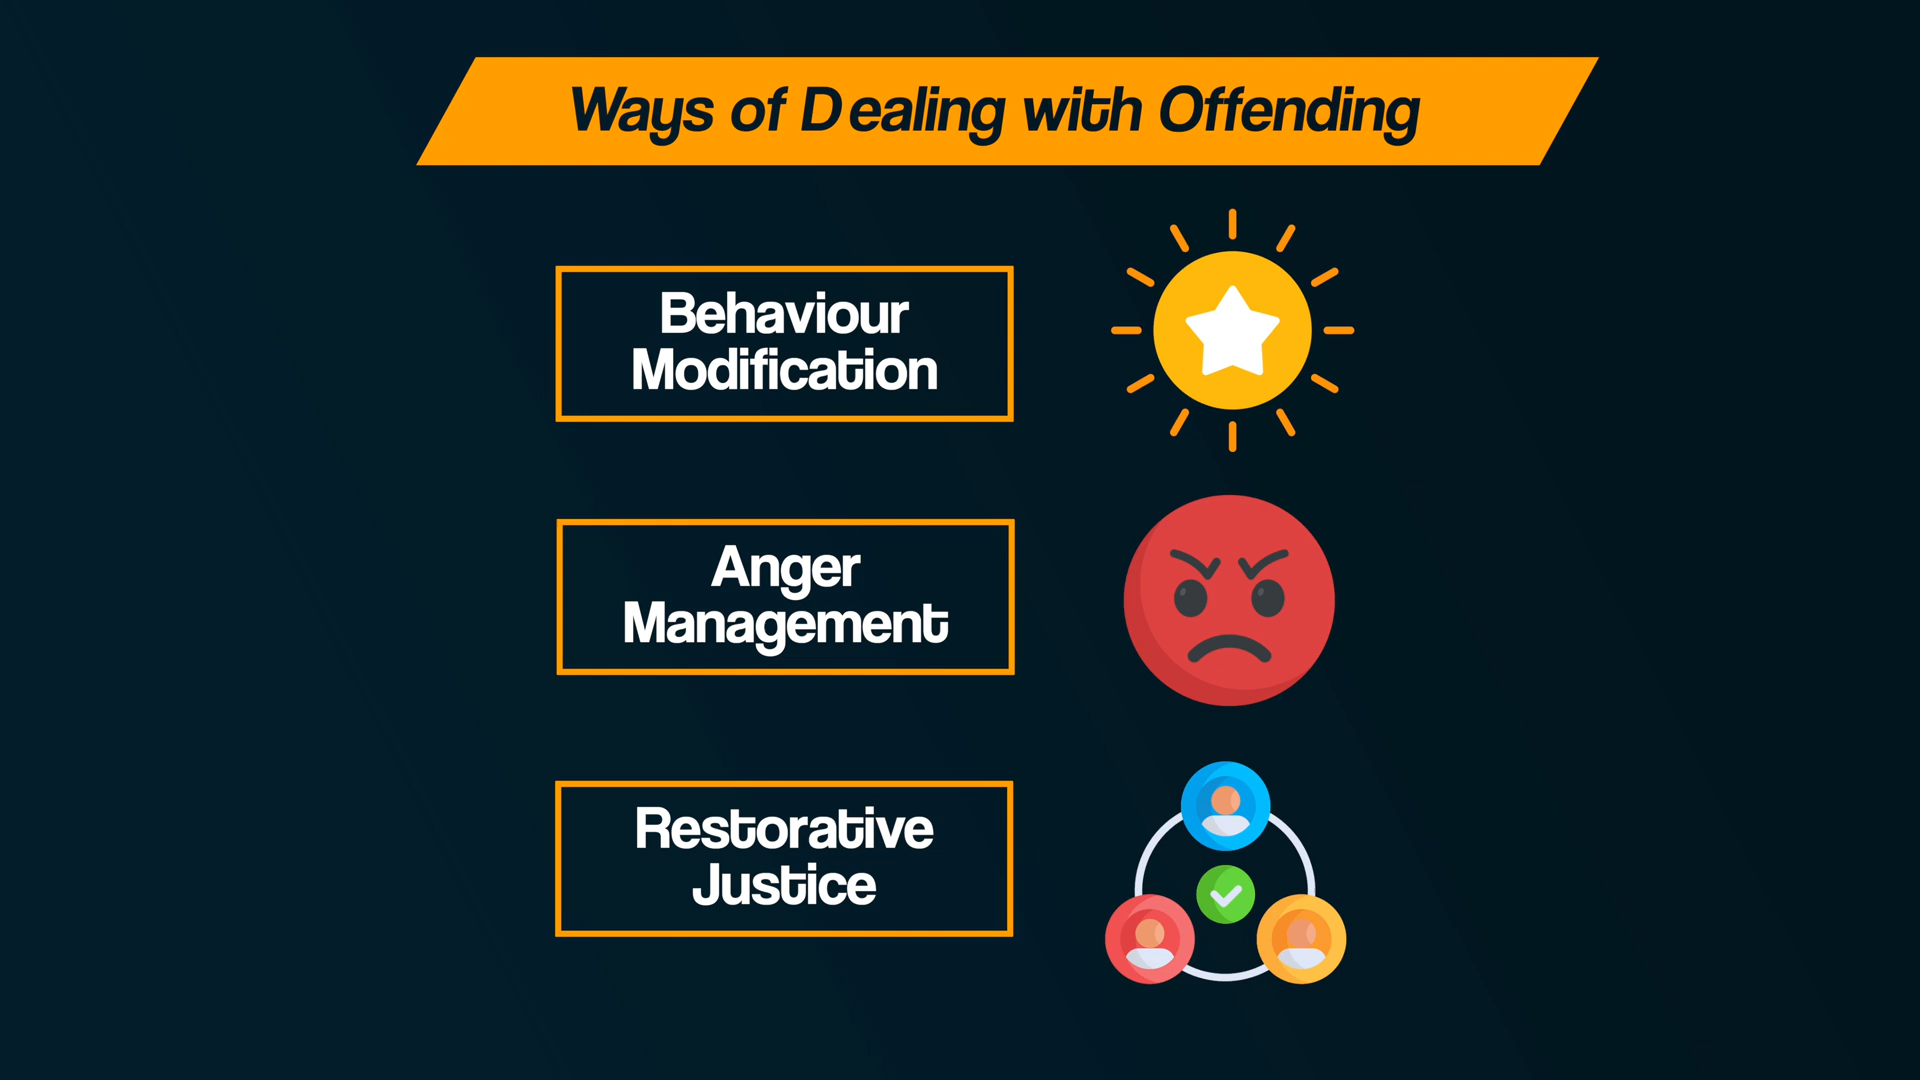 Ways of Dealing with Offending
Behaviour
Modification
Anger
Management
Restorative
Justice